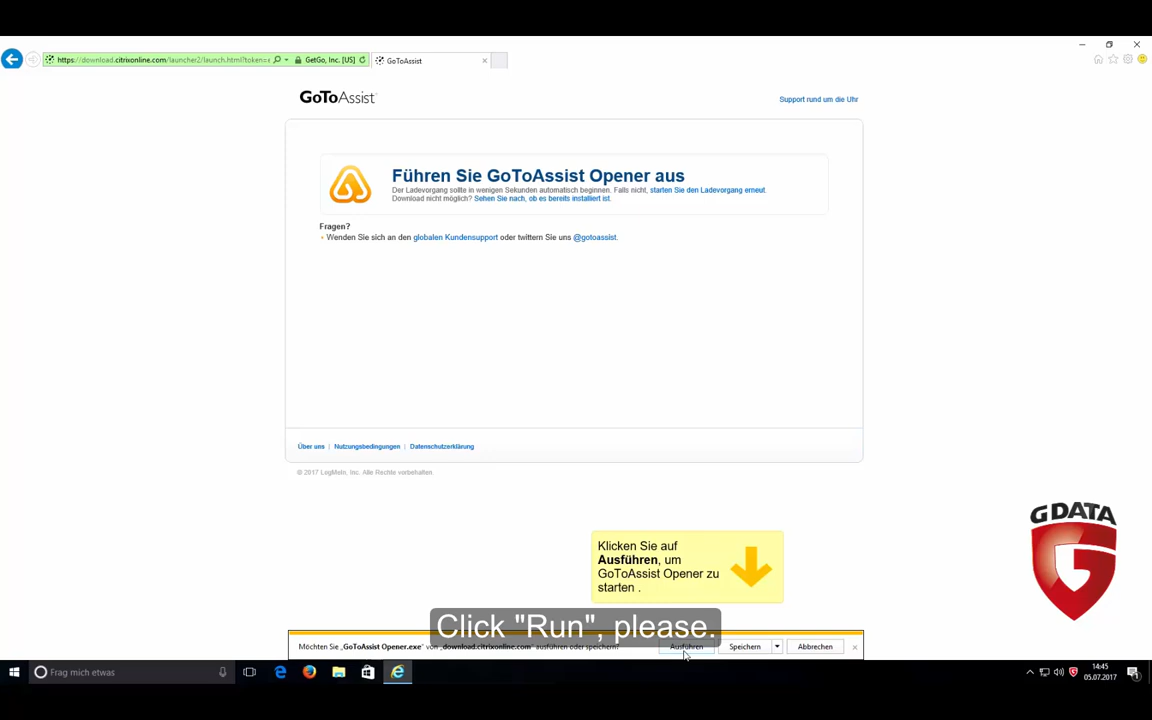 https://download.citrixonline.com/launcher2/launch.html?token=
GetGo, Inc. [US]
GoToAssist
GoToAssist
Support rund um die Uhr
Führen Sie GoToAssist Opener aus
Der Ladevorgang sollte in wenigen Sekunden automatisch beginnen. Falls nicht, starten Sie den Ladevorgang erneut.
Download nicht möglich? Sehen Sie nach, ob es bereits installiert ist.
Fragen?
Wenden Sie sich an den globalen Kundensupport oder twittern Sie uns @gotoassist.
Über uns | Nutzungsbedingungen | Datenschutzerklärung
© 2017 LogMeIn, Inc. Alle Rechte vorbehalten.
GDATA
Klicken Sie auf
Ausführen, um
GoToAssist Opener zu
starten .
Click "Run", please.
Möchten Sie „GoToAssist Opener.exe“ von „download.citrixonline.com“ ausführen oder speichern?
Ausführen
Speichern
Abbrechen
Frag mich etwas
14:45
05.07.2017